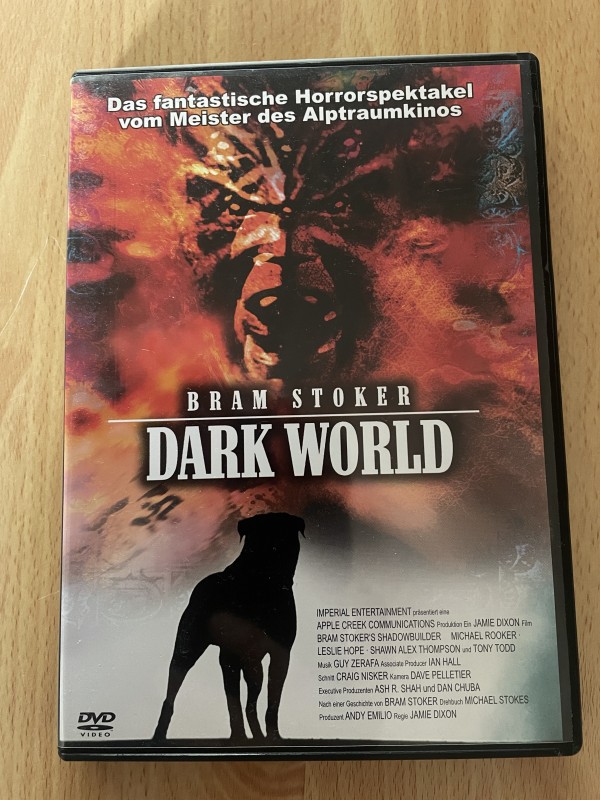 Das fantastische Horrorspektakel
vom Meister des Alptraumkinos
BRAM STOKER
DARK WORLD
IMPERIAL ENTERTAINMENT präsentiert eine
APPLE CREEK COMMUNICATIONS Produktion Ein JAMIE DIXON Film
BRAM STOKER'S SHADOWBUILDER MICHAEL ROOKER ·
LESLIE HOPE · SHAWN ALEX THOMPSON und TONY TODD
Musik GUY ZERAFA Associate Producer IAN HALL
Schnitt CRAIG NISKER Kamera DAVE PELLETIER
Executive Produzenten ASH R. SHAH und DAN CHUBA
Nach einer Geschichte von BRAM STOKER Drehbuch MICHAEL STOKES
Produzent ANDY EMILIO Regie JAMIE DIXON
DVD
VIDEO